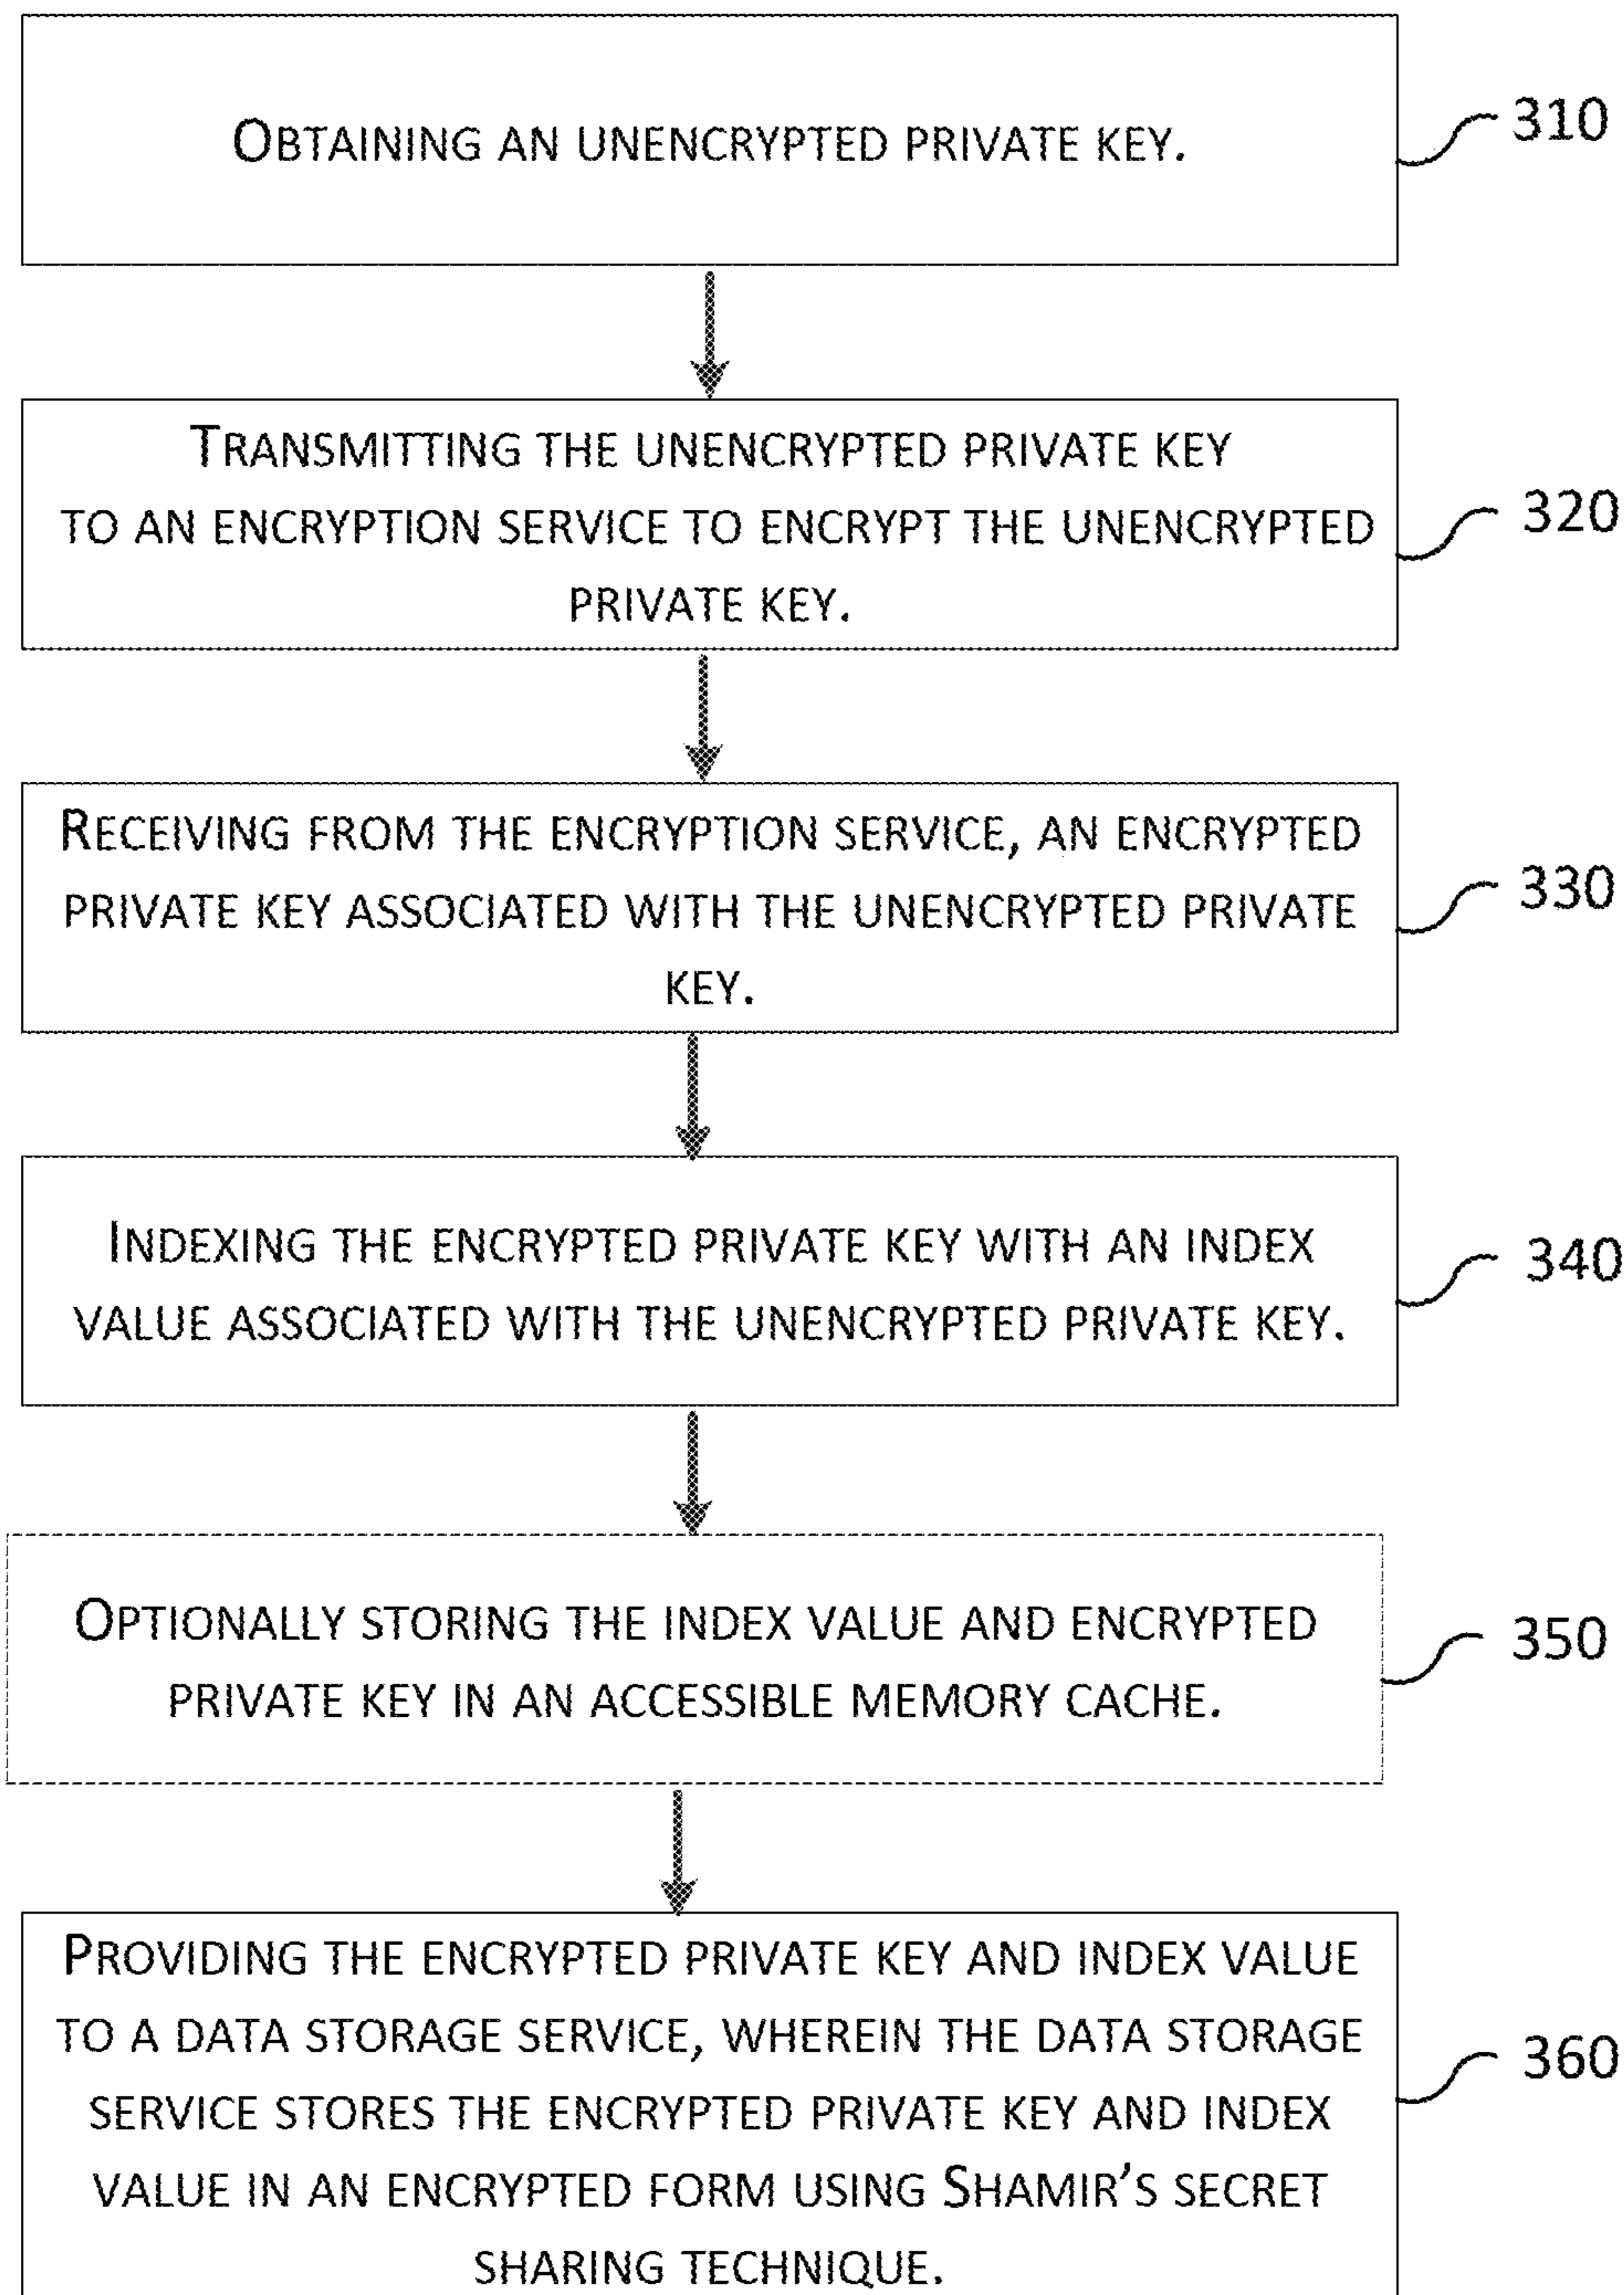 OBTAINING AN UNENCRYPTED PRIVATE KEY.
310
TRANSMITTING THE UNENCRYPTED PRIVATE KEY
TO AN ENCRYPTION SERVICE TO ENCRYPT THE UNENCRYPTED
PRIVATE KEY.
320
RECEIVING FROM THE ENCRYPTION SERVICE, AN ENCRYPTED
PRIVATE KEY ASSOCIATED WITH THE UNENCRYPTED PRIVATE
KEY.
330
INDEXING THE ENCRYPTED PRIVATE KEY WITH AN INDEX
VALUE ASSOCIATED WITH THE UNENCRYPTED PRIVATE KEY.
340
OPTIONALLY STORING THE INDEX VALUE AND ENCRYPTED
PRIVATE KEY IN AN ACCESSIBLE MEMORY CACHE.
350
PROVIDING THE ENCRYPTED PRIVATE KEY AND INDEX VALUE
TO A DATA STORAGE SERVICE, WHEREIN THE DATA STORAGE
SERVICE STORES THE ENCRYPTED PRIVATE KEY AND INDEX
VALUE IN AN ENCRYPTED FORM USING SHAMIR'S SECRET
SHARING TECHNIQUE.
360